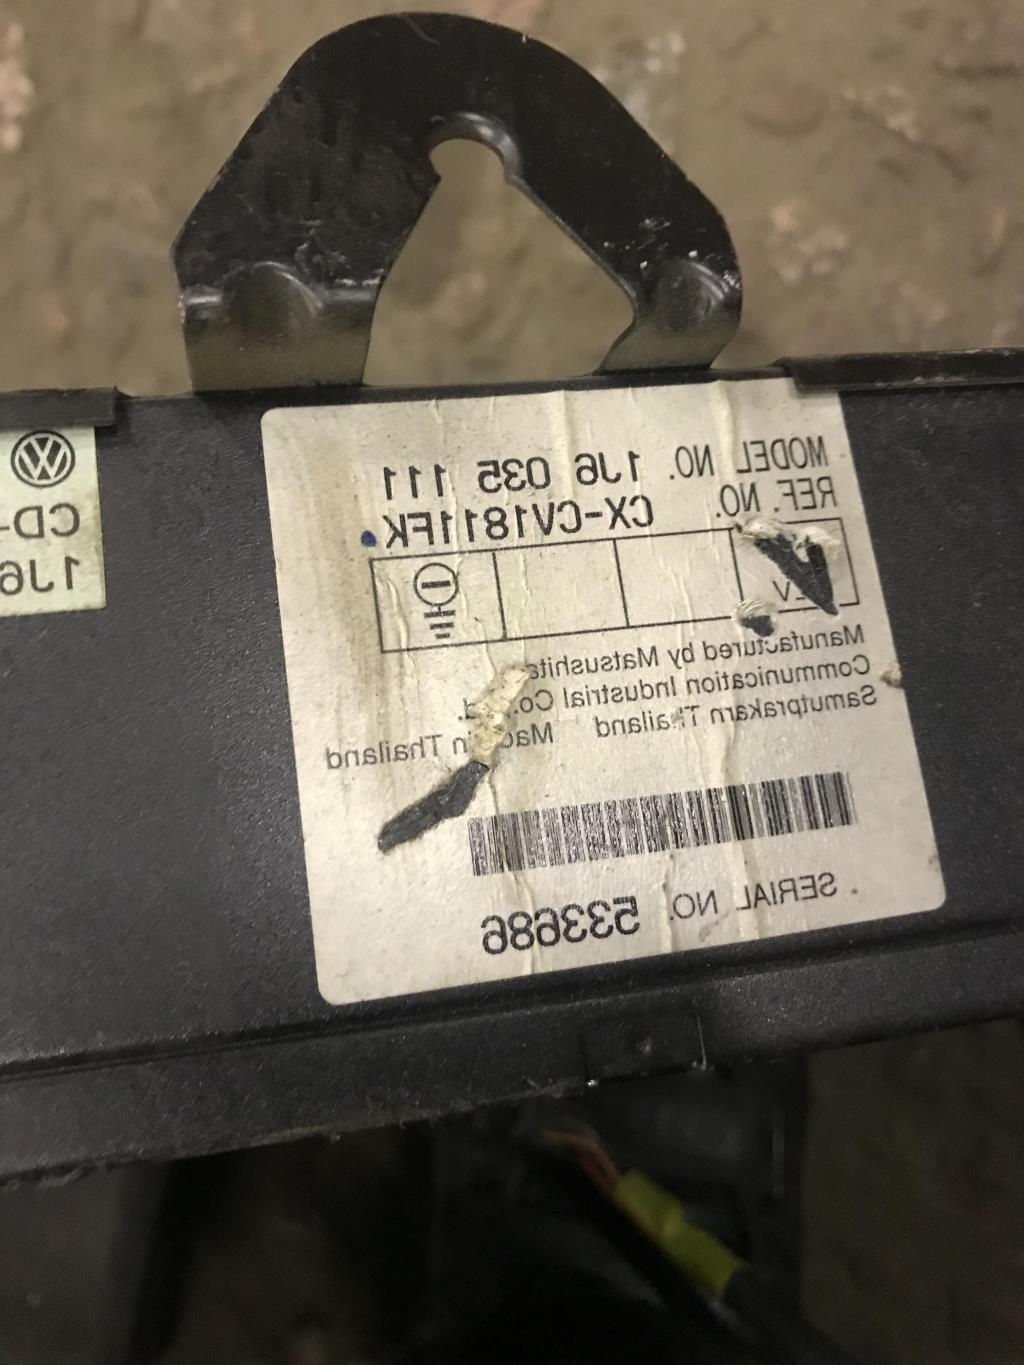 MODEL NO. 1J6 035 111
REF. NO. CX-CV1811FK
Manufactured by Matsushita
Communication Industrial Co.
Samutprakarn Thailand Made in Thailand
SERIAL NO. 533686
CD-
1J6